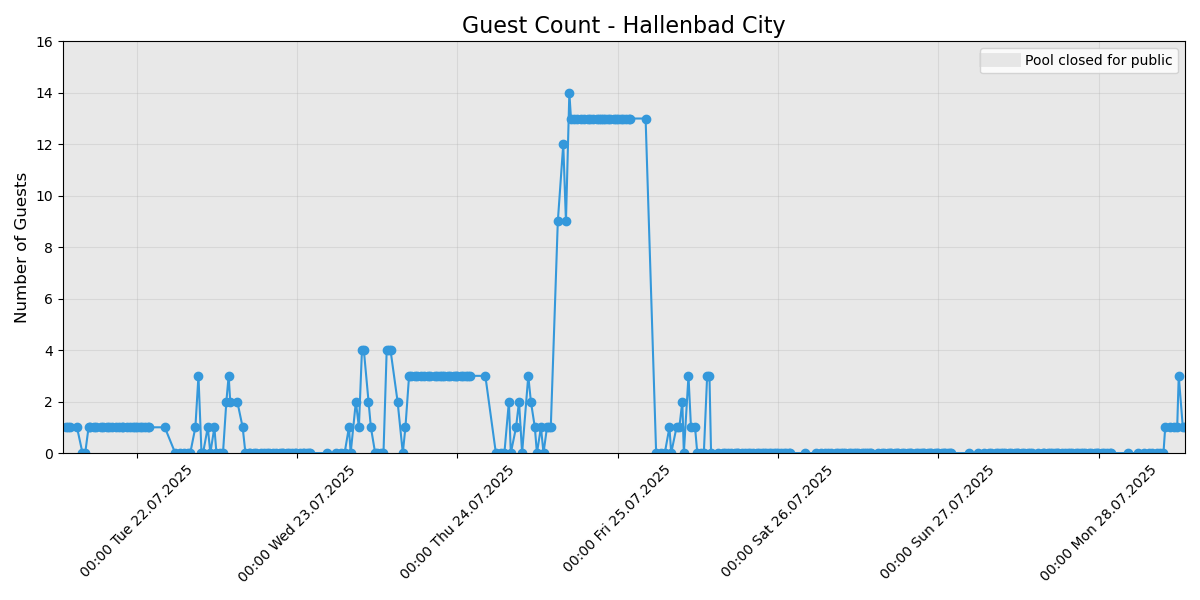 Guest Count - Hallenbad City
Pool closed for public
Number of Guests
16
14
12
10
8
6
4
2
0
00:00 Tue 22.07.2025
00:00 Wed 23.07.2025
00:00 Thu 24.07.2025
00:00 Fri 25.07.2025
00:00 Sat 26.07.2025
00:00 Sun 27.07.2025
00:00 Mon 28.07.2025